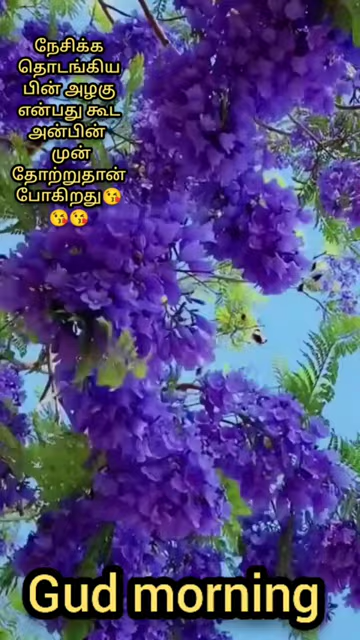 நேசிக்க
தொடங்கிய
பின் அழகு
என்பது கூட
அன்பின்
முன்
தோற்றுதான்
போகிறது😘
😘😘
Gud morning